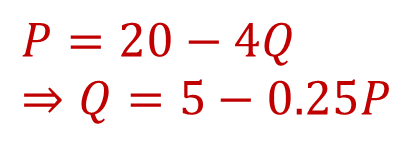 P = 20 − 4Q
⇒ Q = 5 − 0.25P